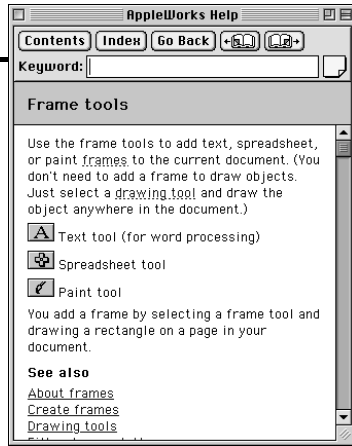 AppleWorks Help
Contents Index Go Back
Keyword:
Frame tools
Use the frame tools to add text, spreadsheet,
or paint frames to the current document. (You
don't need to add a frame to draw objects.
Just select a drawing tool and draw the
object anywhere in the document.)
A Text tool (for word processing)
Spreadsheet tool
Paint tool
You add a frame by selecting a frame tool and
drawing a rectangle on a page in your
document.
See also
About frames
Create frames
Drawing tools